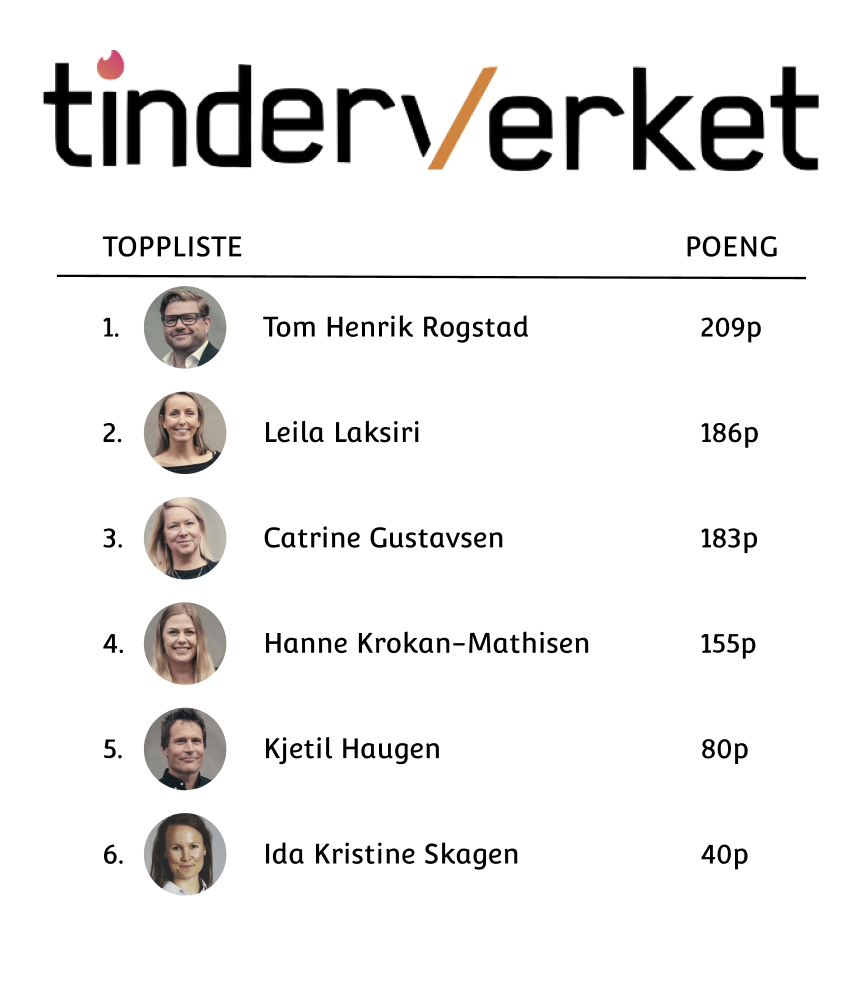 tinderverket
TOPPLISTE POENG
1. Tom Henrik Rogstad 209p
2. Leila Laksiri 186p
3. Catrine Gustavsen 183p
4. Hanne Krokan-Mathisen 155p
5. Kjetil Haugen 80p
6. Ida Kristine Skagen 40p